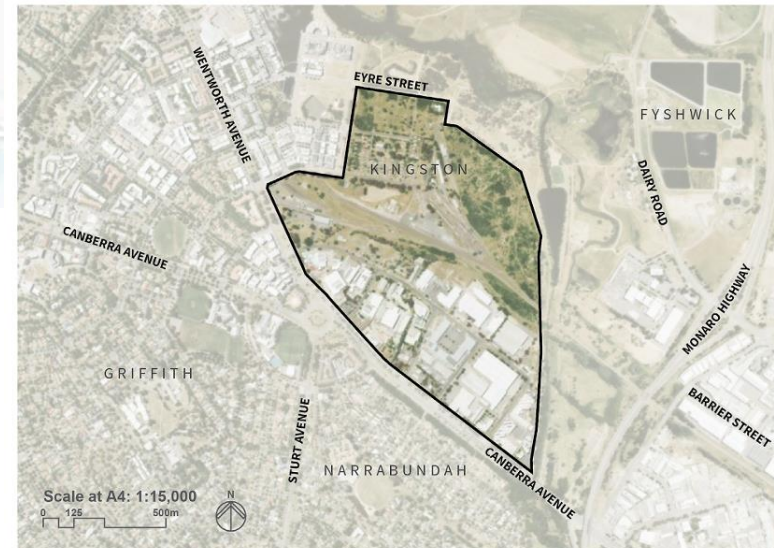 WENTWORTH AVENUE
EYRE STREET
FYSHWICK
KINGSTON
DAIRY ROAD
CANBERRA AVENUE
MONARO HIGHWAY
GRIFFITH
BARRIER STREET
STURT AVENUE
NARRABUNDAH
CANBERRA AVENUE
Scale at A4: 1:15,000
0 125 500m
N